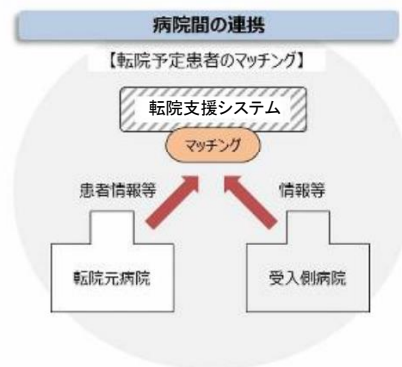 病院間の連携
【転院予定患者のマッチング】
転院支援システム
マッチング
患者情報等
情報等
転院元病院
受入側病院